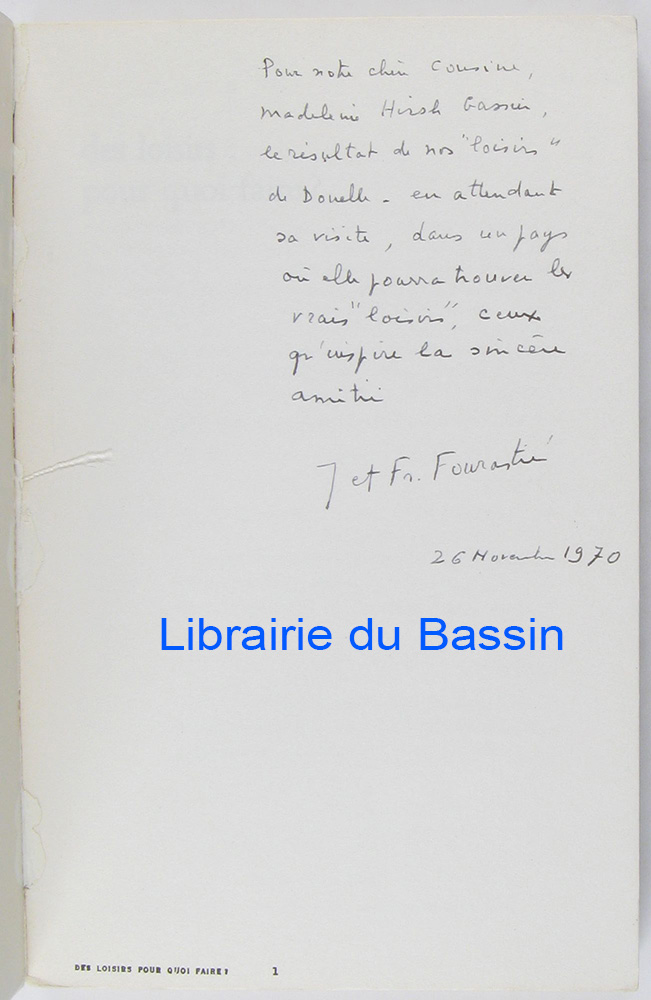 Pour notre chère cousine,
Madeleine Hirsh Gassin,
le résultat de nos "loisirs"
de Douelle - en attendant
sa visite, dans un pays
où elle pourra trouver les
vrais "loisirs", ceux
qu'inspire la sincère
amitié
J et Fr. Fourastié
26 Novembre 1970
Librairie du Bassin
DES LOISIRS POUR QUOI FAIRE? 1